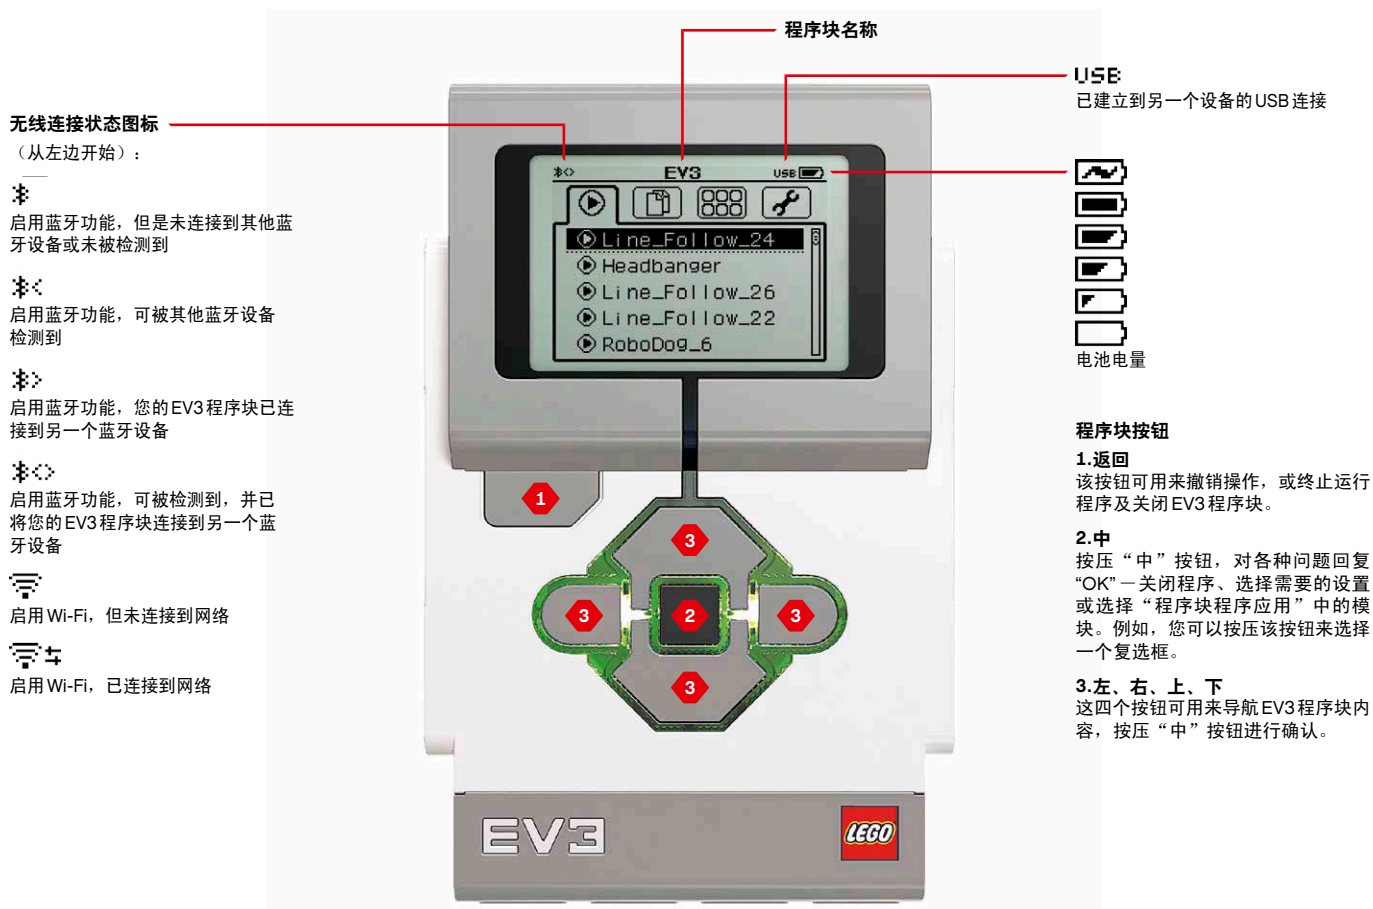 程序块名称
USB
已建立到另一个设备的USB连接
无线连接状态图标
（从左边开始）：
启用蓝牙功能，但是未连接到其他蓝
牙设备或未被检测到
启用蓝牙功能，可被其他蓝牙设备
检测到
启用蓝牙功能，您的EV3程序块已连
接到另一个蓝牙设备
启用蓝牙功能，可被检测到，并已
将您的EV3程序块连接到另一个蓝
牙设备
启用Wi-Fi，但未连接到网络
启用Wi-Fi，已连接到网络
EV3
USB
Line_Follow_24
Headbanger
Line_Follow_26
Line_Follow_22
RoboDog_6
1
3
3
2
3
3
EV3
LEGO
电池电量
程序块按钮
1.返回
该按钮可用来撤销操作，或终止运行
程序及关闭EV3程序块。
2.中
按压“中”按钮，对各种问题回复
“OK”－关闭程序、选择需要的设置
或选择“程序块程序应用”中的模
块。例如，您可以按压该按钮来选择
一个复选框。
3.左、右、上、下
这四个按钮可用来导航EV3程序块内
容，按压“中”按钮进行确认。